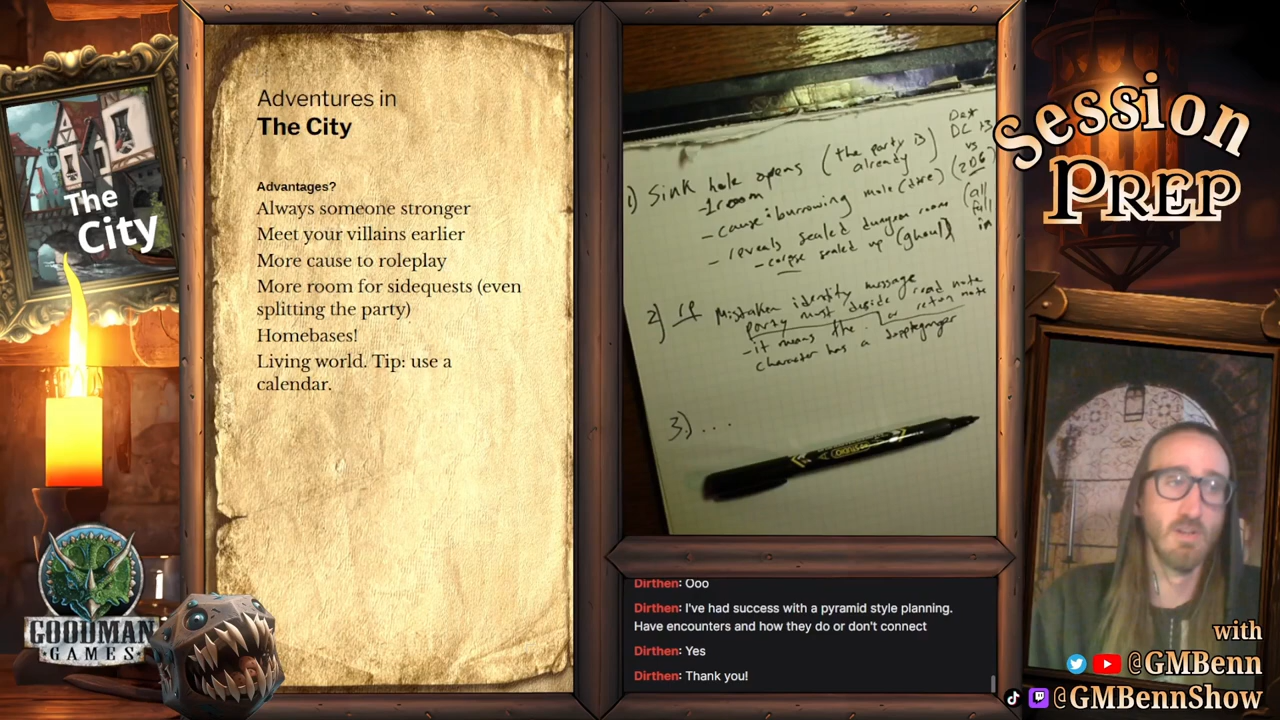 The
City
GOODMAN
GAMES
Adventures in
The City
Advantages?
Always someone stronger
Meet your villains earlier
More cause to roleplay
More room for sidequests (even
splitting the party)
Homebases!
Living world. Tip: use a
calendar.
1) Sink hole opens (the party is
already)
- 1 room
- cause: burrowing mole (dire)
- reveals sealed dungeon room
- corpse sealed up (ghoul)
DC 13
vs
(2D6)
(all
fall
in
2) Mistaken identity message
party must decide read note
or return note
- it means the
character has a doppleganger
3.) ...
Dirthen: Ooo
Dirthen: I've had success with a pyramid style planning.
Have encounters and how they do or don't connect
Dirthen: Yes
Dirthen: Thank you!
Session
PREP
with
@GMBenn
@GMBennShow